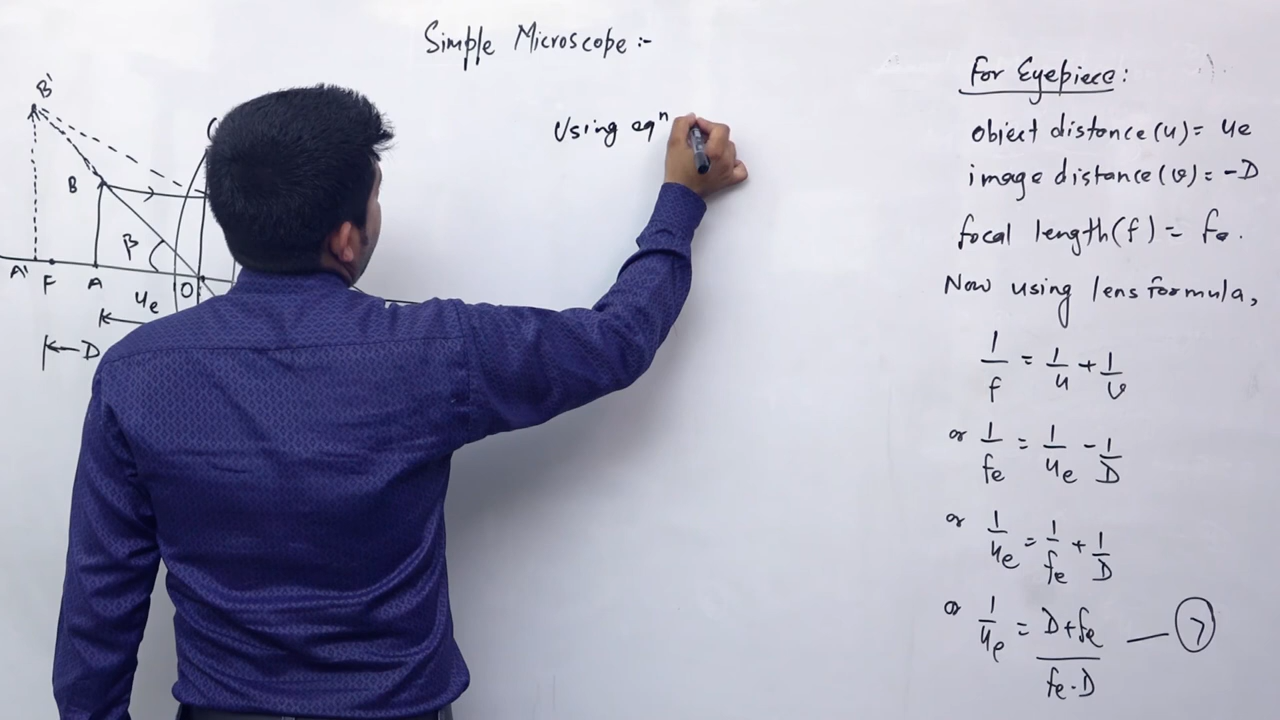 Simple Microscope :-
Using eqⁿ
B'
B
β
A' F A O
uₑ
D
For Eyepiece :
object distance (u) = uₑ
image distance (v) = -D
focal length (f) = fₑ.
Now using lens formula,
1/f = 1/u + 1/v
or 1/fₑ = 1/uₑ - 1/D
or 1/uₑ = 1/fₑ + 1/D
or 1/uₑ = D+fₑ/fₑ·D — (7)